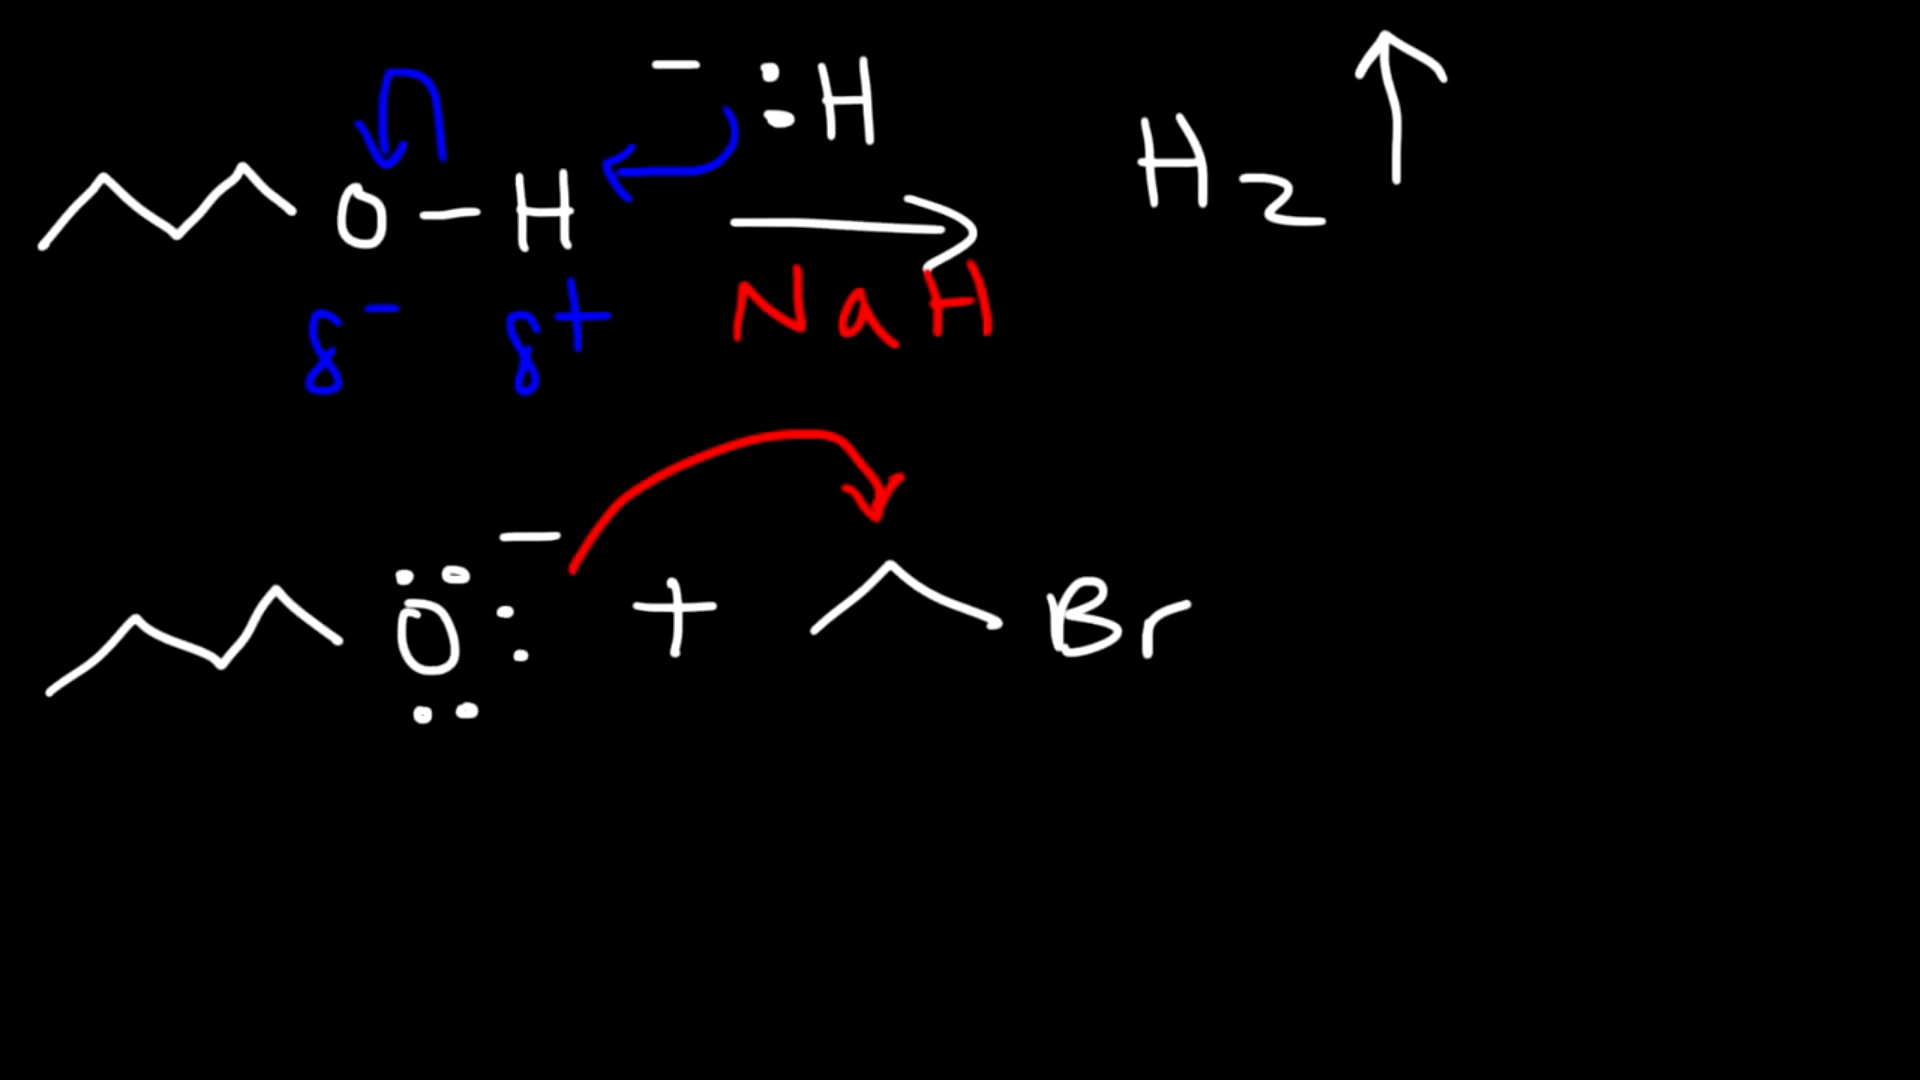 − :H
O − H H₂ ↑
NaH
δ− δ+
−
:O: + Br